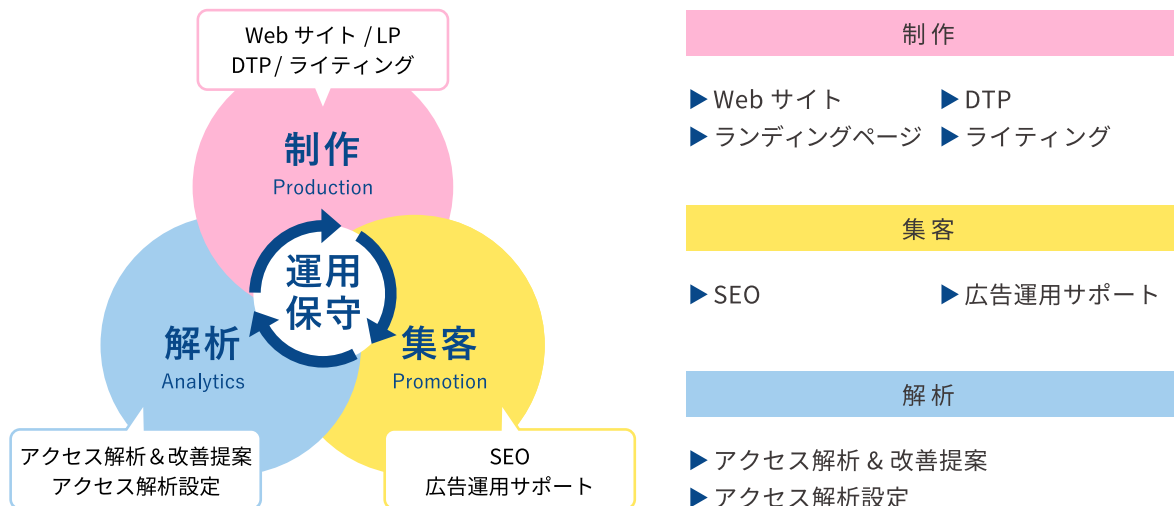 Web サイト / LP
DTP / ライティング
制作
Production
運用
保守
解析
Analytics
集客
Promotion
アクセス解析&改善提案
アクセス解析設定
SEO
広告運用サポート
制作
▶ Web サイト ▶ DTP
▶ ランディングページ ▶ ライティング
集客
▶ SEO ▶ 広告運用サポート
解析
▶ アクセス解析 & 改善提案
▶ アクセス解析設定